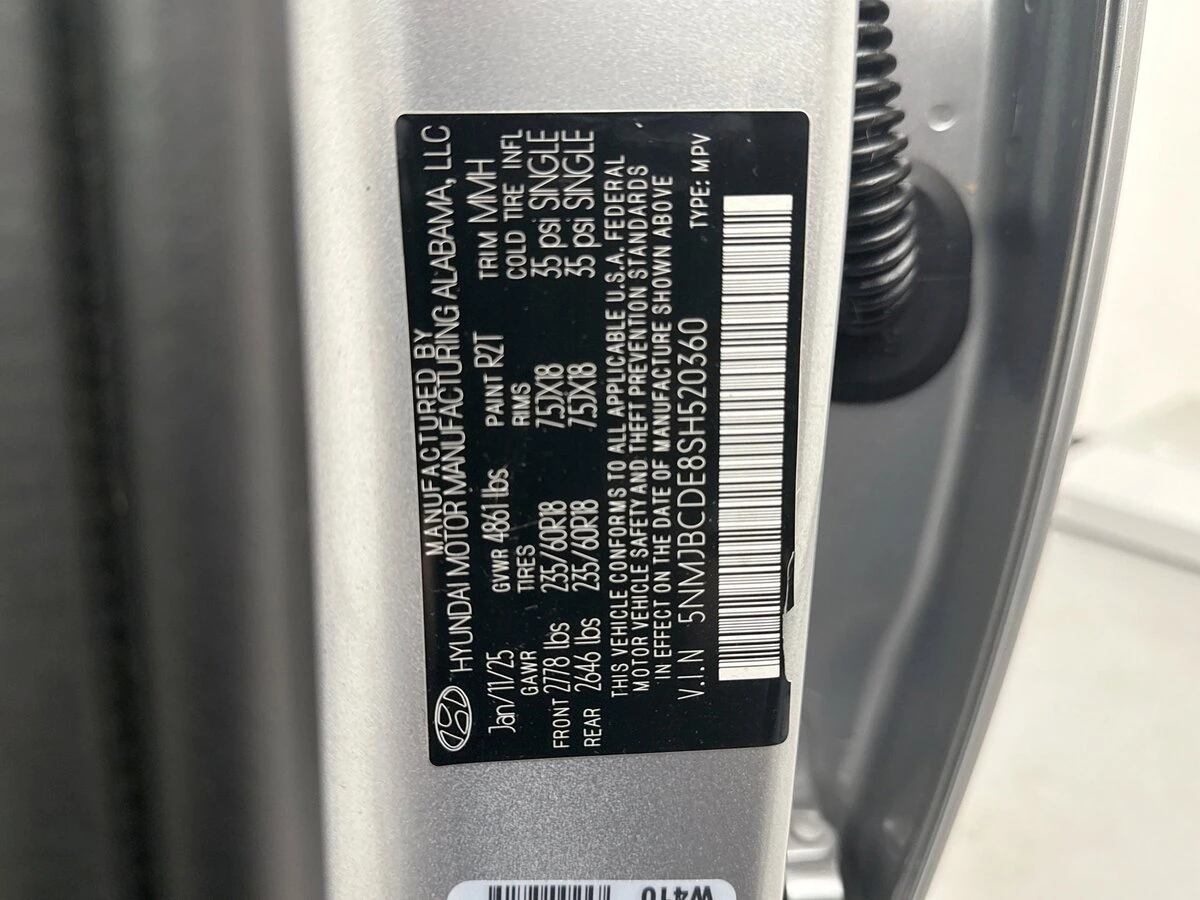 MANUFACTURED BY
HYUNDAI MOTOR MANUFACTURING ALABAMA, LLC
Jan/11/25 GVWR 4861 lbs PAINT R2T TRIM MMH
GAWR TIRES RIMS COLD TIRE INFL
FRONT 2778 lbs 235/60R18 7.5JX18 35 psi SINGLE
REAR 2646 lbs 235/60R18 7.5JX18 35 psi SINGLE
THIS VEHICLE CONFORMS TO ALL APPLICABLE U.S.A. FEDERAL
MOTOR VEHICLE SAFETY AND THEFT PREVENTION STANDARDS
IN EFFECT ON THE DATE OF MANUFACTURE SHOWN ABOVE
V.I.N 5NMJBCDE8SH520360 TYPE: MPV
W410